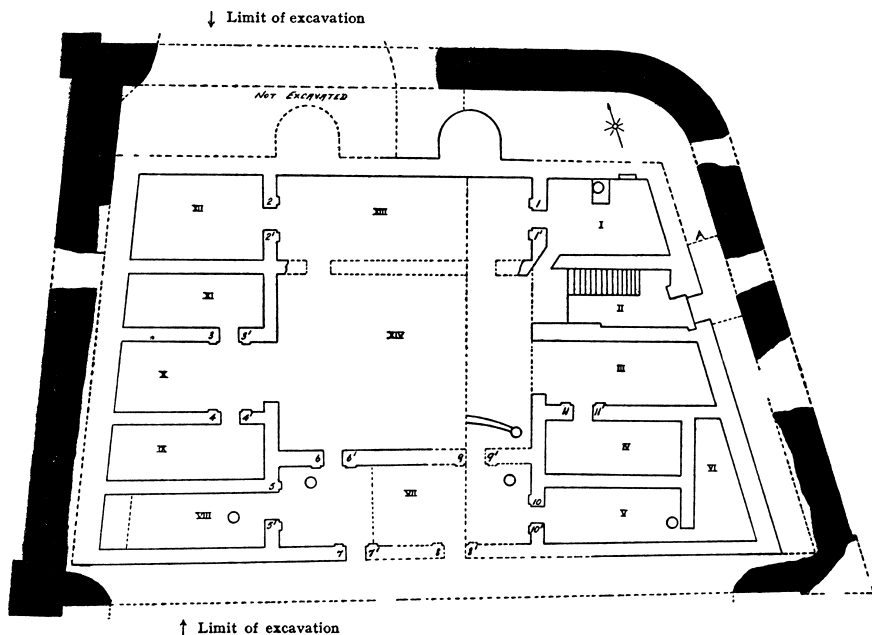 ↓ Limit of excavation
NOT EXCAVATED
1
2
XII
XIII
I
2'
1'
A
XI
II
3 3'
XIV
X
III
4 4'
11 11'
IX
6 6' 9 9'
IV
VI
5
VII
10
VIII
V
5'
10'
7 7' 8 8'
↑ Limit of excavation